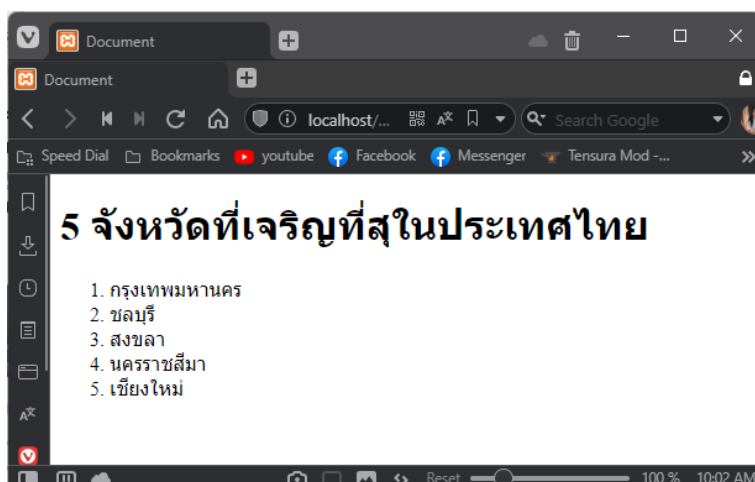 Document
Document
localhost/...
Search Google
Speed Dial Bookmarks youtube Facebook Messenger Tensura Mod -...
5 จังหวัดที่เจริญที่สุในประเทศไทย
1. กรุงเทพมหานคร
2. ชลบุรี
3. สงขลา
4. นครราชสีมา
5. เชียงใหม่
Reset 100 % 10:02 AM